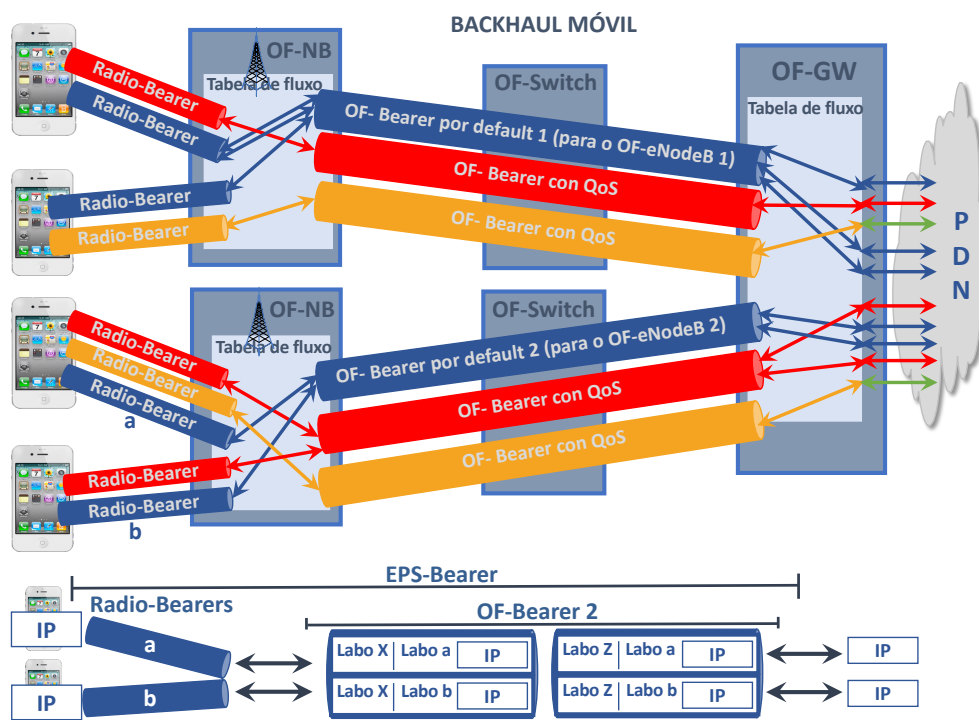 BACKHAUL MÓVIL
OF-NB
Tabela de fluxo
OF-Switch
OF-GW
Tabela de fluxo
Radio-Bearer
Radio-Bearer
Radio-Bearer
Radio-Bearer
OF- Bearer por default 1 (para o OF-eNodeB 1)
OF- Bearer con QoS
OF- Bearer con QoS
P
D
N
OF-NB
Tabela de fluxo
OF-Switch
Radio-Bearer
Radio-Bearer
Radio-Bearer
a
Radio-Bearer
Radio-Bearer
b
OF- Bearer por default 2 (para o OF-eNodeB 2)
OF- Bearer con QoS
OF- Bearer con QoS
EPS-Bearer
Radio-Bearers
OF-Bearer 2
IP
a
Labo X Labo a IP
Labo Z Labo a IP
IP
IP
b
Labo X Labo b IP
Labo Z Labo b IP
IP